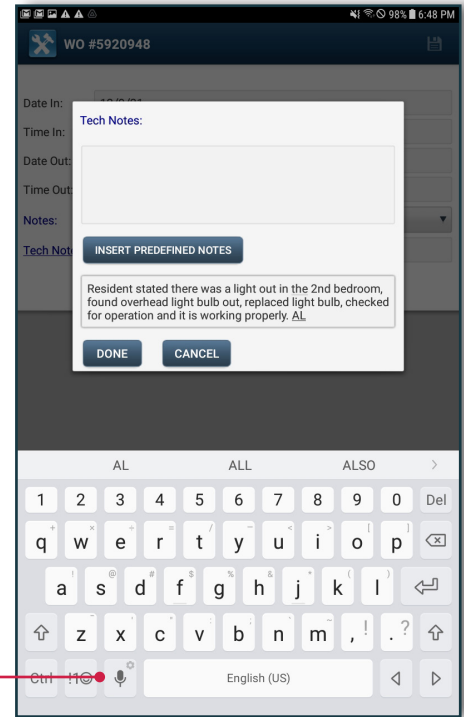 98% 6:48 PM
WO #5920948
Date In:
Time In:
Date Out:
Time Out:
Notes:
Tech Note
Tech Notes:
INSERT PREDEFINED NOTES
Resident stated there was a light out in the 2nd bedroom,
found overhead light bulb out, replaced light bulb, checked
for operation and it is working properly. AL
DONE CANCEL
AL ALL ALSO >
1 2 3 4 5 6 7 8 9 0 Del
+ × ÷ = / _ < > [ ]
q w e r t y u i o p
! @ # $ % & * ( )
a s d f g h j k l
- ' " : ; , ~ ! ?
z x c v b n m , .
Ctrl !1☺ English (US)